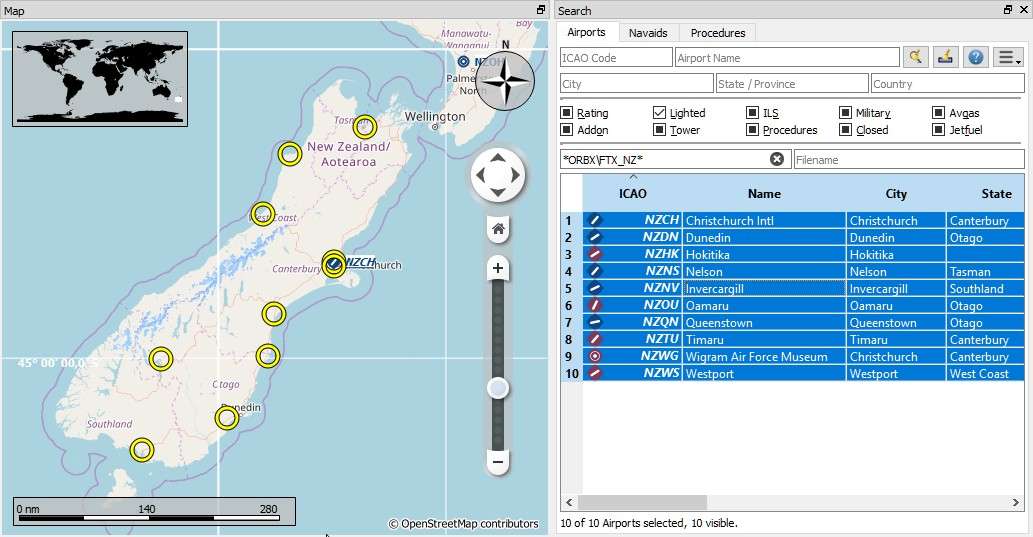 Map
Search
Airports Navaids Procedures
ICAO Code Airport Name
City State / Province Country
Rating Lighted ILS Military Avgas
Addon Tower Procedures Closed Jetfuel
*ORBX\FTX_NZ* Filename
ICAO Name City State
1 NZCH Christchurch Intl Christchurch Canterbury
2 NZDN Dunedin Dunedin Otago
3 NZHK Hokitika Hokitika
4 NZNS Nelson Nelson Tasman
5 NZNV Invercargill Invercargill Southland
6 NZOU Oamaru Oamaru Otago
7 NZQN Queenstown Queenstown Otago
8 NZTU Timaru Timaru Canterbury
9 NZWG Wigram Air Force Museum Christchurch Canterbury
10 NZWS Westport Westport West Coast
10 of 10 Airports selected, 10 visible.
Bay
Manawatu-
Wanganui
N
NZOH
Palmerst
North
Wellington
Tasman
New Zealand/
Aotearoa
West Coast
Canterbury NZCH church
45° 00' 00.0"S
Otago
Dunedin
Southland
0 nm 140 280
© OpenStreetMap contributors